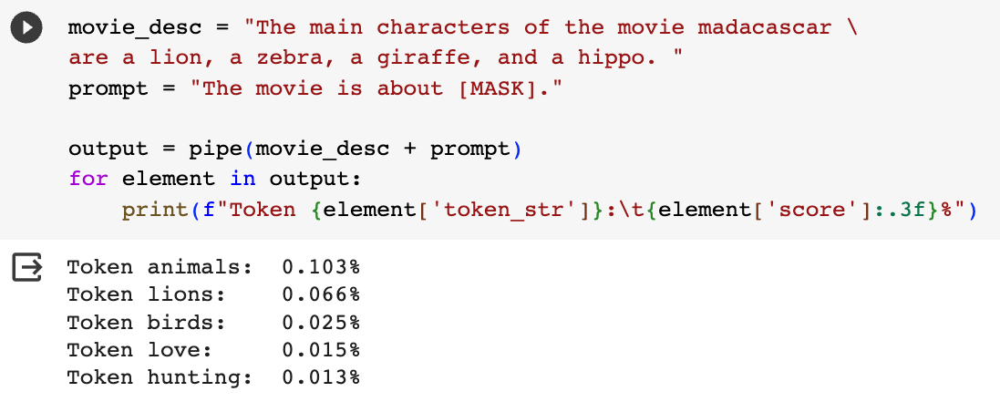 movie_desc = "The main characters of the movie madacascar \
are a lion, a zebra, a giraffe, and a hippo. "
prompt = "The movie is about [MASK]."
output = pipe(movie_desc + prompt)
for element in output:
    print(f"Token {element['token_str']}:\t{element['score']:.3f}%")
Token animals:  0.103%
Token lions:    0.066%
Token birds:    0.025%
Token love:     0.015%
Token hunting:  0.013%